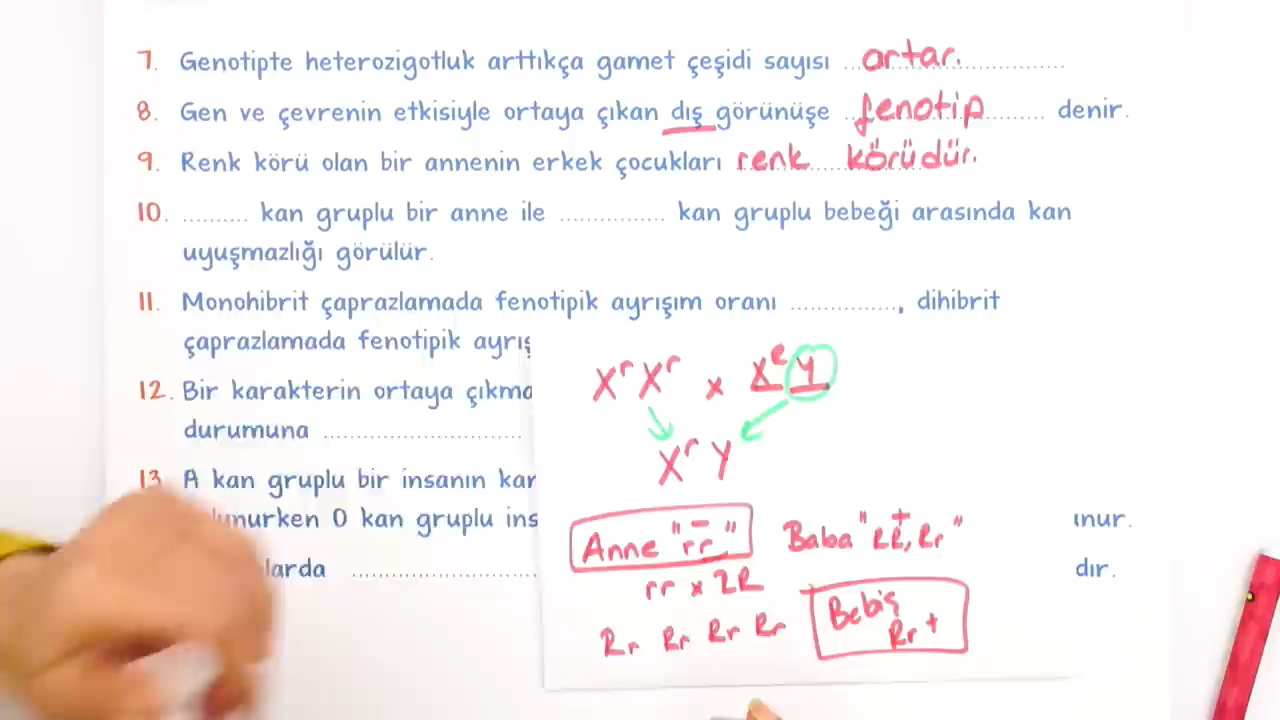 7. Genotipte heterozigotluk arttıkça gamet çeşidi sayısı ...artar.....................
8. Gen ve çevrenin etkisiyle ortaya çıkan dış görünüşe ...fenotip......... denir.
9. Renk körü olan bir annenin erkek çocukları renk körüdür.
10. .......... kan gruplu bir anne ile ................ kan gruplu bebeği arasında kan
uyuşmazlığı görülür.
11. Monohibrit çaprazlamada fenotipik ayrışım oranı ................, dihibrit
çaprazlamada fenotipik ayrış
12. Bir karakterin ortaya çıkma
durumuna ..............................
13. A kan gruplu bir insanın kar
unurken 0 kan gruplu ins
unur.
larda ............................
dır.
XʳXʳ x XᴿY
XʳY
Anne "rr" -
Baba "RR, Rr" +
rr x RR
Rr Rr Rr Rr
Bebiş
Rr +